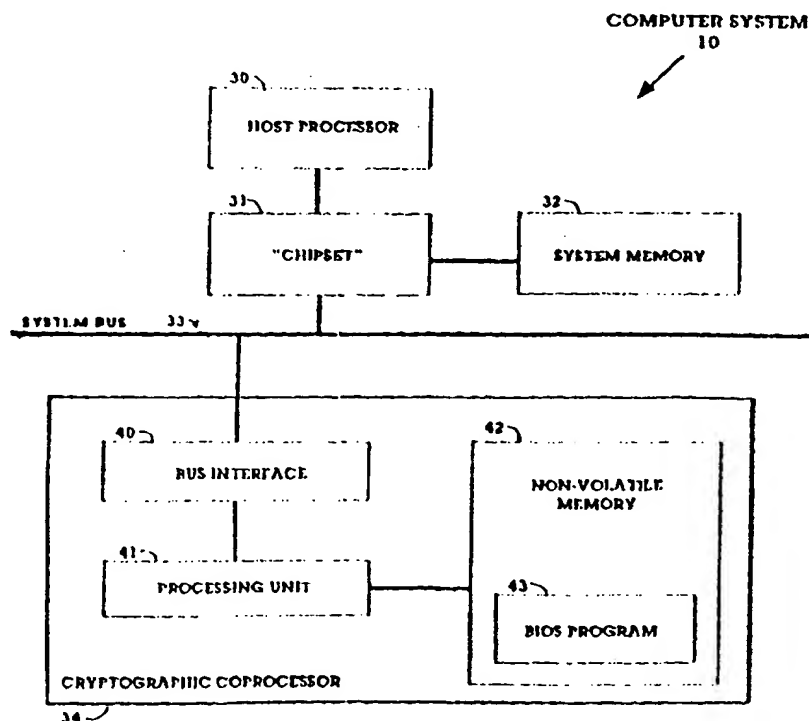 COMPUTER SYSTEM
10
30
HOST PROCESSOR
31
"CHIPSET"
32
SYSTEM MEMORY
SYSTEM BUS 33
40
BUS INTERFACE
41
PROCESSING UNIT
42
NON-VOLATILE
MEMORY
43
BIOS PROGRAM
CRYPTOGRAPHIC COPROCESSOR
34